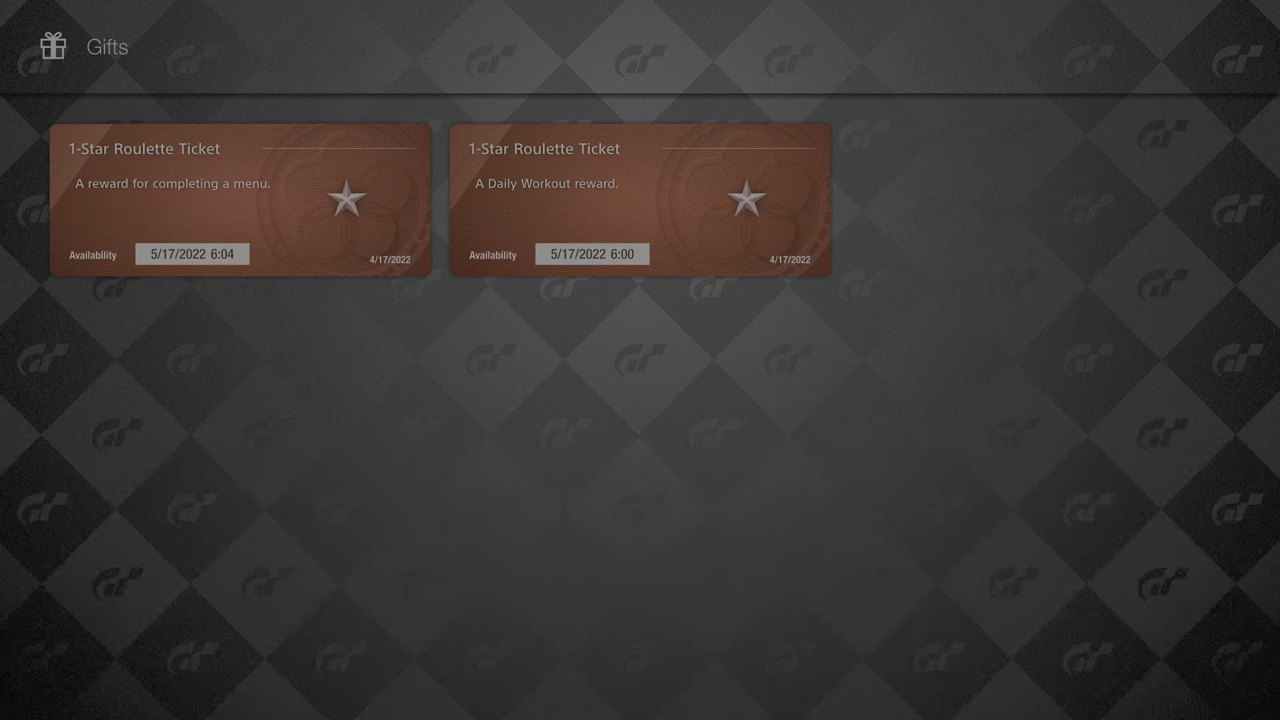 Gifts
1-Star Roulette Ticket
A reward for completing a menu.
Availability 5/17/2022 6:04
4/17/2022
1-Star Roulette Ticket
A Daily Workout reward.
Availability 5/17/2022 6:00
4/17/2022